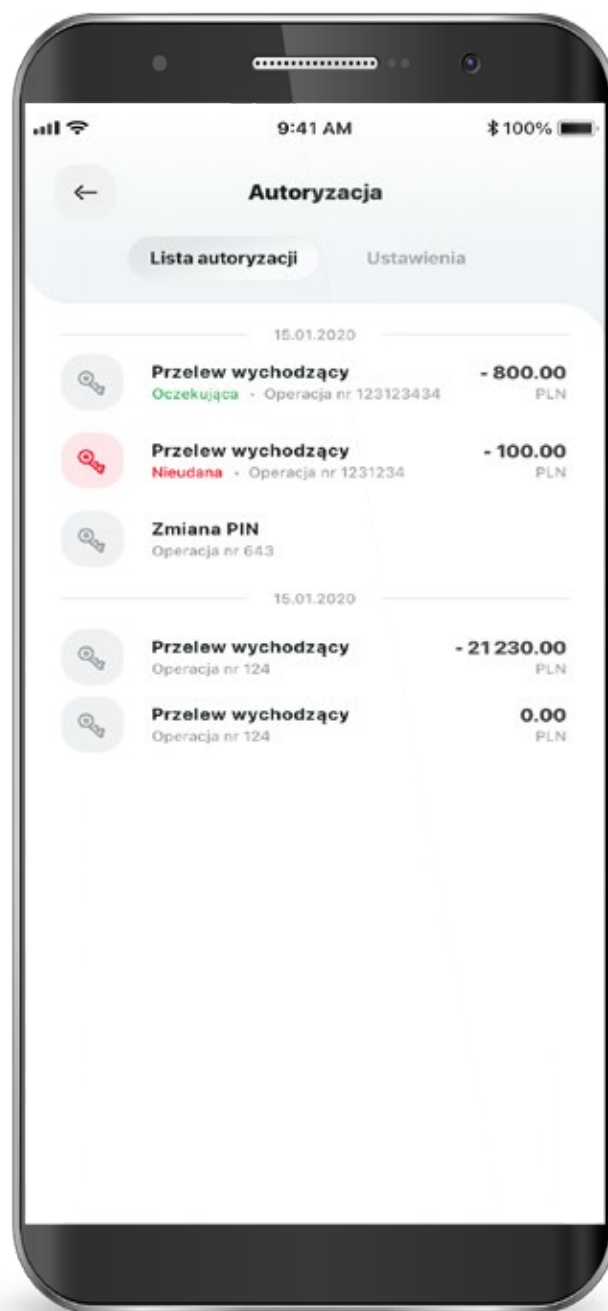 9:41 AM
100%
Autoryzacja
Lista autoryzacji
Ustawienia
15.01.2020
Przelew wychodzący - 800.00
Oczekująca • Operacja nr 123123434 PLN
Przelew wychodzący - 100.00
Nieudana • Operacja nr 1231234 PLN
Zmiana PIN
Operacja nr 643
15.01.2020
Przelew wychodzący - 21 230.00
Operacja nr 124 PLN
Przelew wychodzący 0.00
Operacja nr 124 PLN